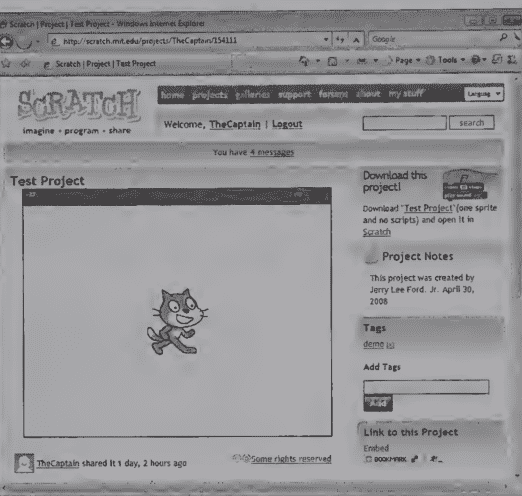 Scratch | Project | Test Project - Windows Internet Explorer
http://scratch.mit.edu/projects/TheCaptain/154111
Google
Scratch | Project | Test Project
Page
Tools
SCRATCH
home projects galleries support forums about my stuff
Language
imagine • program • share
Welcome, TheCaptain | Logout
search
You have 4 messages
Test Project
Download this
project!
Download "Test Project"(one sprite
and no scripts) and open it in
Scratch
Project Notes
This project was created by
Jerry Lee Ford. Jr. April 30,
2008
Tags
demo [x]
Add Tags
Add
Link to this Project
Embed
BOOKMARK
TheCaptain shared it 1 day, 2 hours ago
Some rights reserved